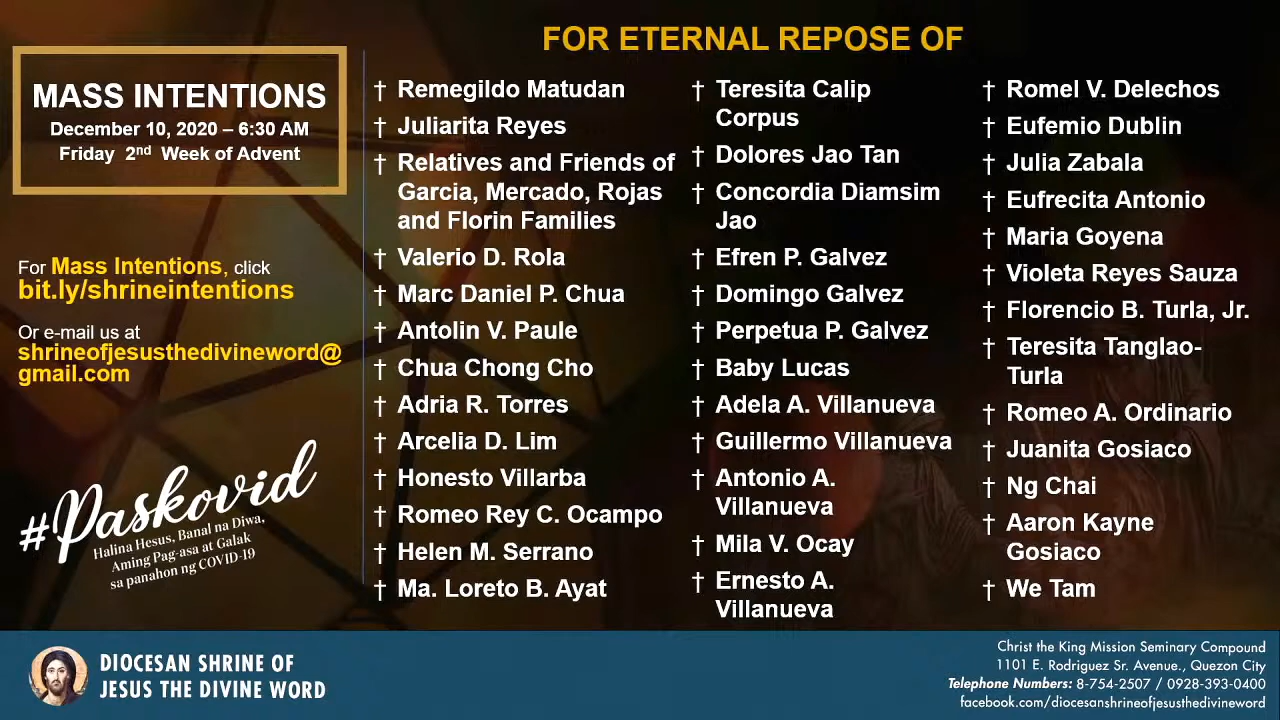 MASS INTENTIONS
December 10, 2020 – 6:30 AM
Friday 2nd Week of Advent
For Mass Intentions, click
bit.ly/shrineintentions
Or e-mail us at
shrineofjesusthedivineword@
gmail.com
#Paskovid
Halina Hesus, Banal na Diwa,
Aming Pag-asa at Galak
sa panahon ng COVID-19
FOR ETERNAL REPOSE OF
† Remegildo Matudan
† Juliarita Reyes
† Relatives and Friends of
Garcia, Mercado, Rojas
and Florin Families
† Valerio D. Rola
† Marc Daniel P. Chua
† Antolin V. Paule
† Chua Chong Cho
† Adria R. Torres
† Arcelia D. Lim
† Honesto Villarba
† Romeo Rey C. Ocampo
† Helen M. Serrano
† Ma. Loreto B. Ayat
† Teresita Calip
Corpus
† Dolores Jao Tan
† Concordia Diamsim
Jao
† Efren P. Galvez
† Domingo Galvez
† Perpetua P. Galvez
† Baby Lucas
† Adela A. Villanueva
† Guillermo Villanueva
† Antonio A.
Villanueva
† Mila V. Ocay
† Ernesto A.
Villanueva
† Romel V. Delechos
† Eufemio Dublin
† Julia Zabala
† Eufrecita Antonio
† Maria Goyena
† Violeta Reyes Sauza
† Florencio B. Turla, Jr.
† Teresita Tanglao-
Turla
† Romeo A. Ordinario
† Juanita Gosiaco
† Ng Chai
† Aaron Kayne
Gosiaco
† We Tam
DIOCESAN SHRINE OF
JESUS THE DIVINE WORD
Christ the King Mission Seminary Compound
1101 E. Rodriguez Sr. Avenue., Quezon City
Telephone Numbers: 8-754-2507 / 0928-393-0400
facebook.com/diocesanshrineofjesusthedivineword